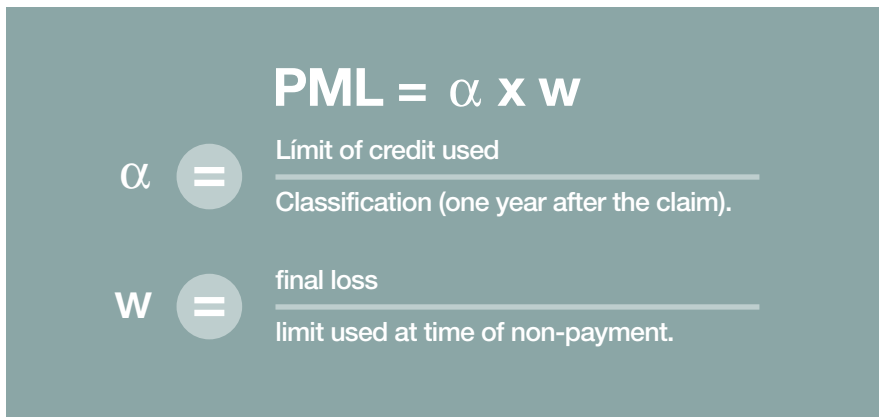 PML = α x w
α = Límit of credit used
Classification (one year after the claim).
w = final loss
limit used at time of non-payment.